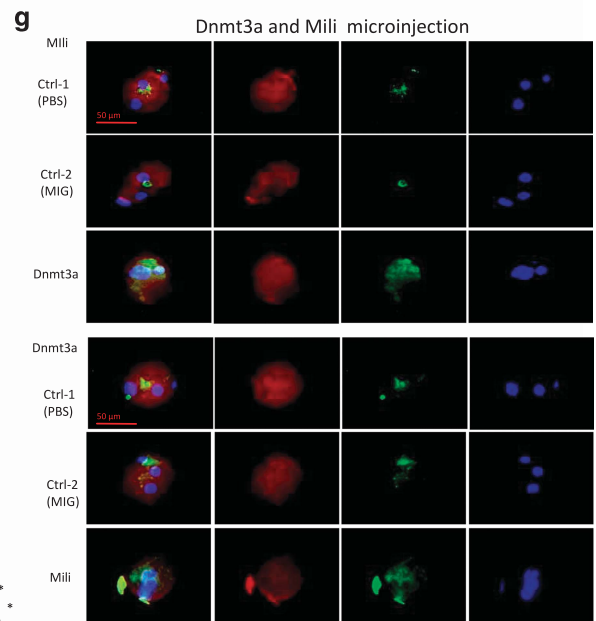 g
Dnmt3a and Mili microinjection
MIli
Ctrl-1
(PBS)
50 μm
Ctrl-2
(MIG)
Dnmt3a
Dnmt3a
Ctrl-1
(PBS)
50 μm
Ctrl-2
(MIG)
Mili
*
*